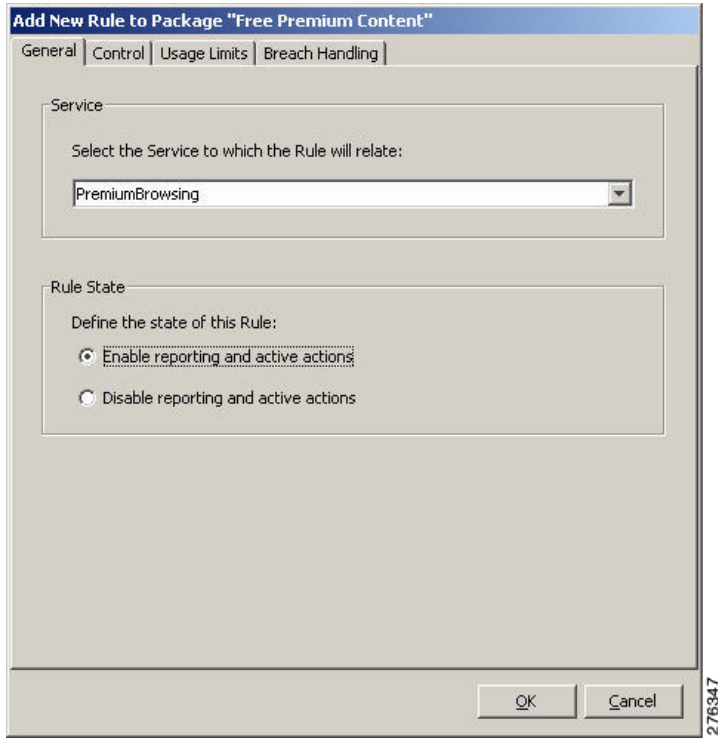 Add New Rule to Package "Free Premium Content"
General Control Usage Limits Breach Handling
Service
Select the Service to which the Rule will relate:
PremiumBrowsing
Rule State
Define the state of this Rule:
Enable reporting and active actions
Disable reporting and active actions
OK Cancel
276347